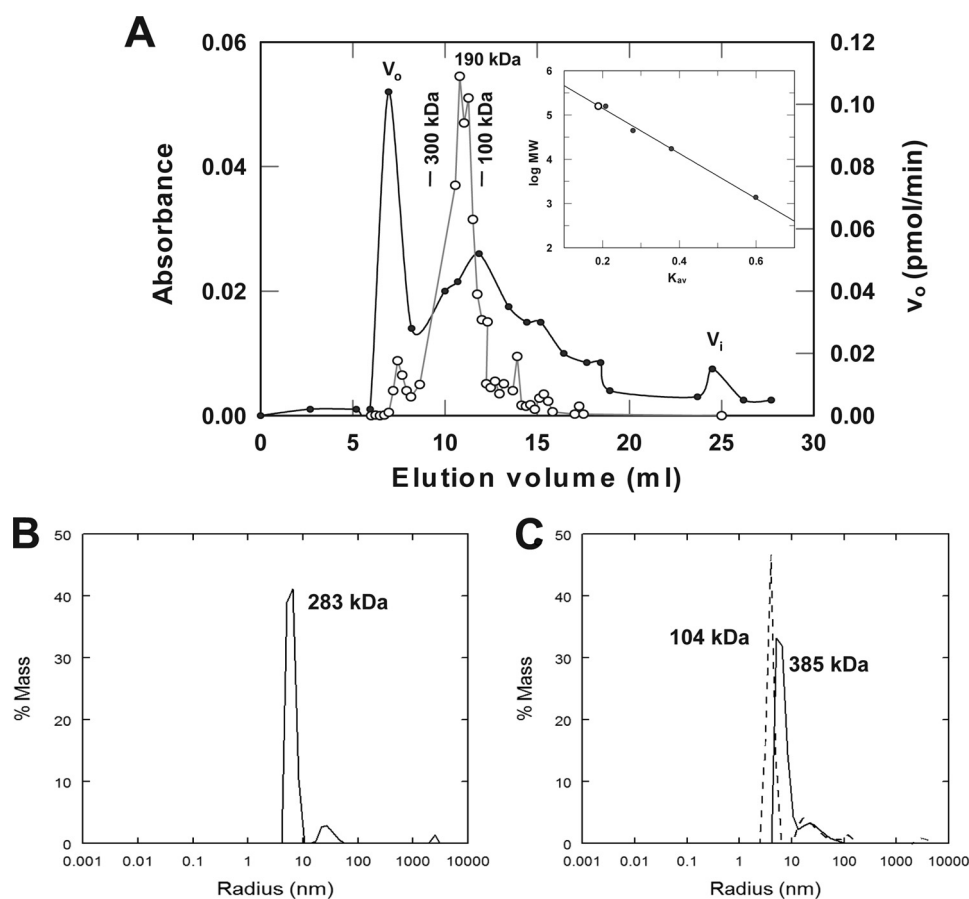 A
Absorbance
0.06
0.04
0.02
0.00
Vo
300 kDa
190 kDa
100 kDa
Vi
0.12
0.10
0.08
0.06
0.04
0.02
0.00
vo (pmol/min)
log MW
6
5
4
3
2
0.2 0.4 0.6
Kav
0 5 10 15 20 25 30
Elution volume (ml)
B
% Mass
50
40
30
20
10
0
283 kDa
0.001 0.01 0.1 1 10 100 1000 10000
Radius (nm)
C
% Mass
50
40
30
20
10
0
104 kDa
385 kDa
0.001 0.01 0.1 1 10 100 1000 10000
Radius (nm)